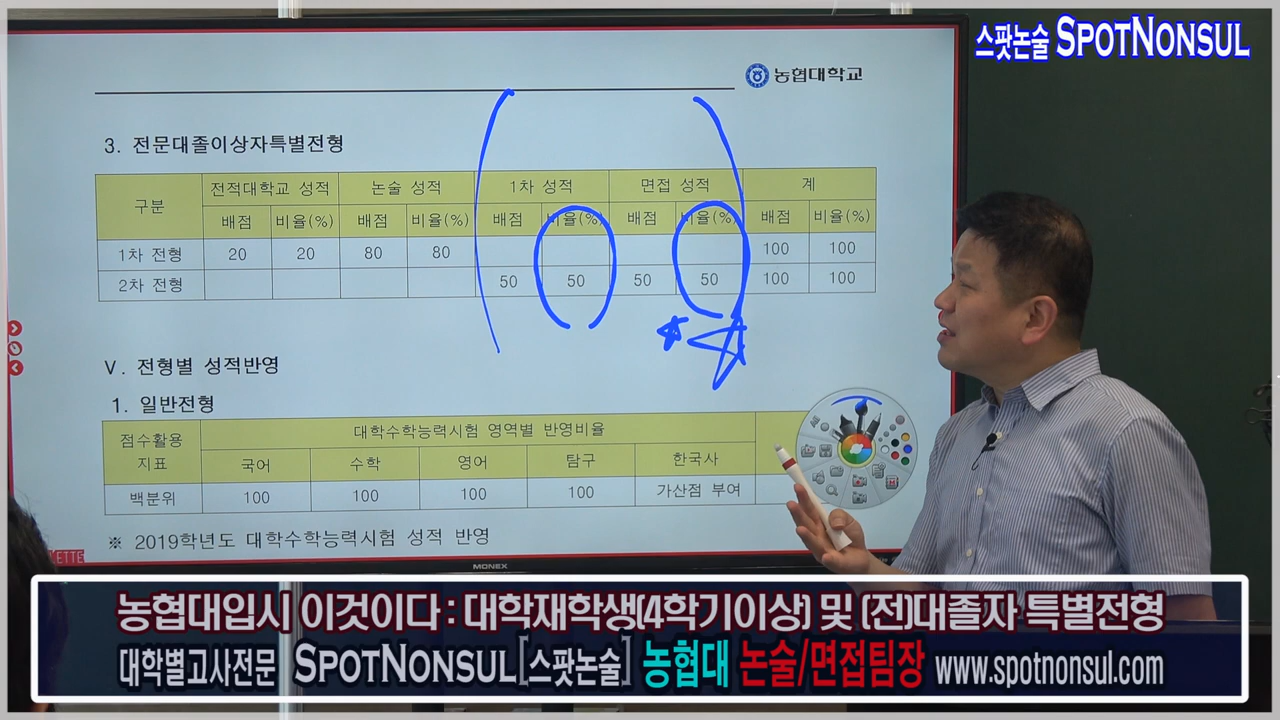 스팟논술 SPOTNONSUL
농협대학교
3. 전문대졸이상자특별전형
구분 전적대학교 성적 논술 성적 1차 성적 면접 성적 계
배점 비율(%) 배점 비율(%) 배점 비율(%) 배점 비율(%) 배점 비율(%)
1차 전형 20 20 80 80 100 100
2차 전형 50 50 50 50 100 100
Ⅴ. 전형별 성적반영
1. 일반전형
점수활용 지표 대학수학능력시험 영역별 반영비율
국어 수학 영어 탐구 한국사
백분위 100 100 100 100 가산점 부여
※ 2019학년도 대학수학능력시험 성적 반영
MONEX
농협대입시 이것이다 : 대학재학생(4학기이상) 및 (전)대졸자 특별전형
대학별고사전문 SPOTNONSUL[스팟논술] 농협대 논술/면접팀장 www.spotnonsul.com